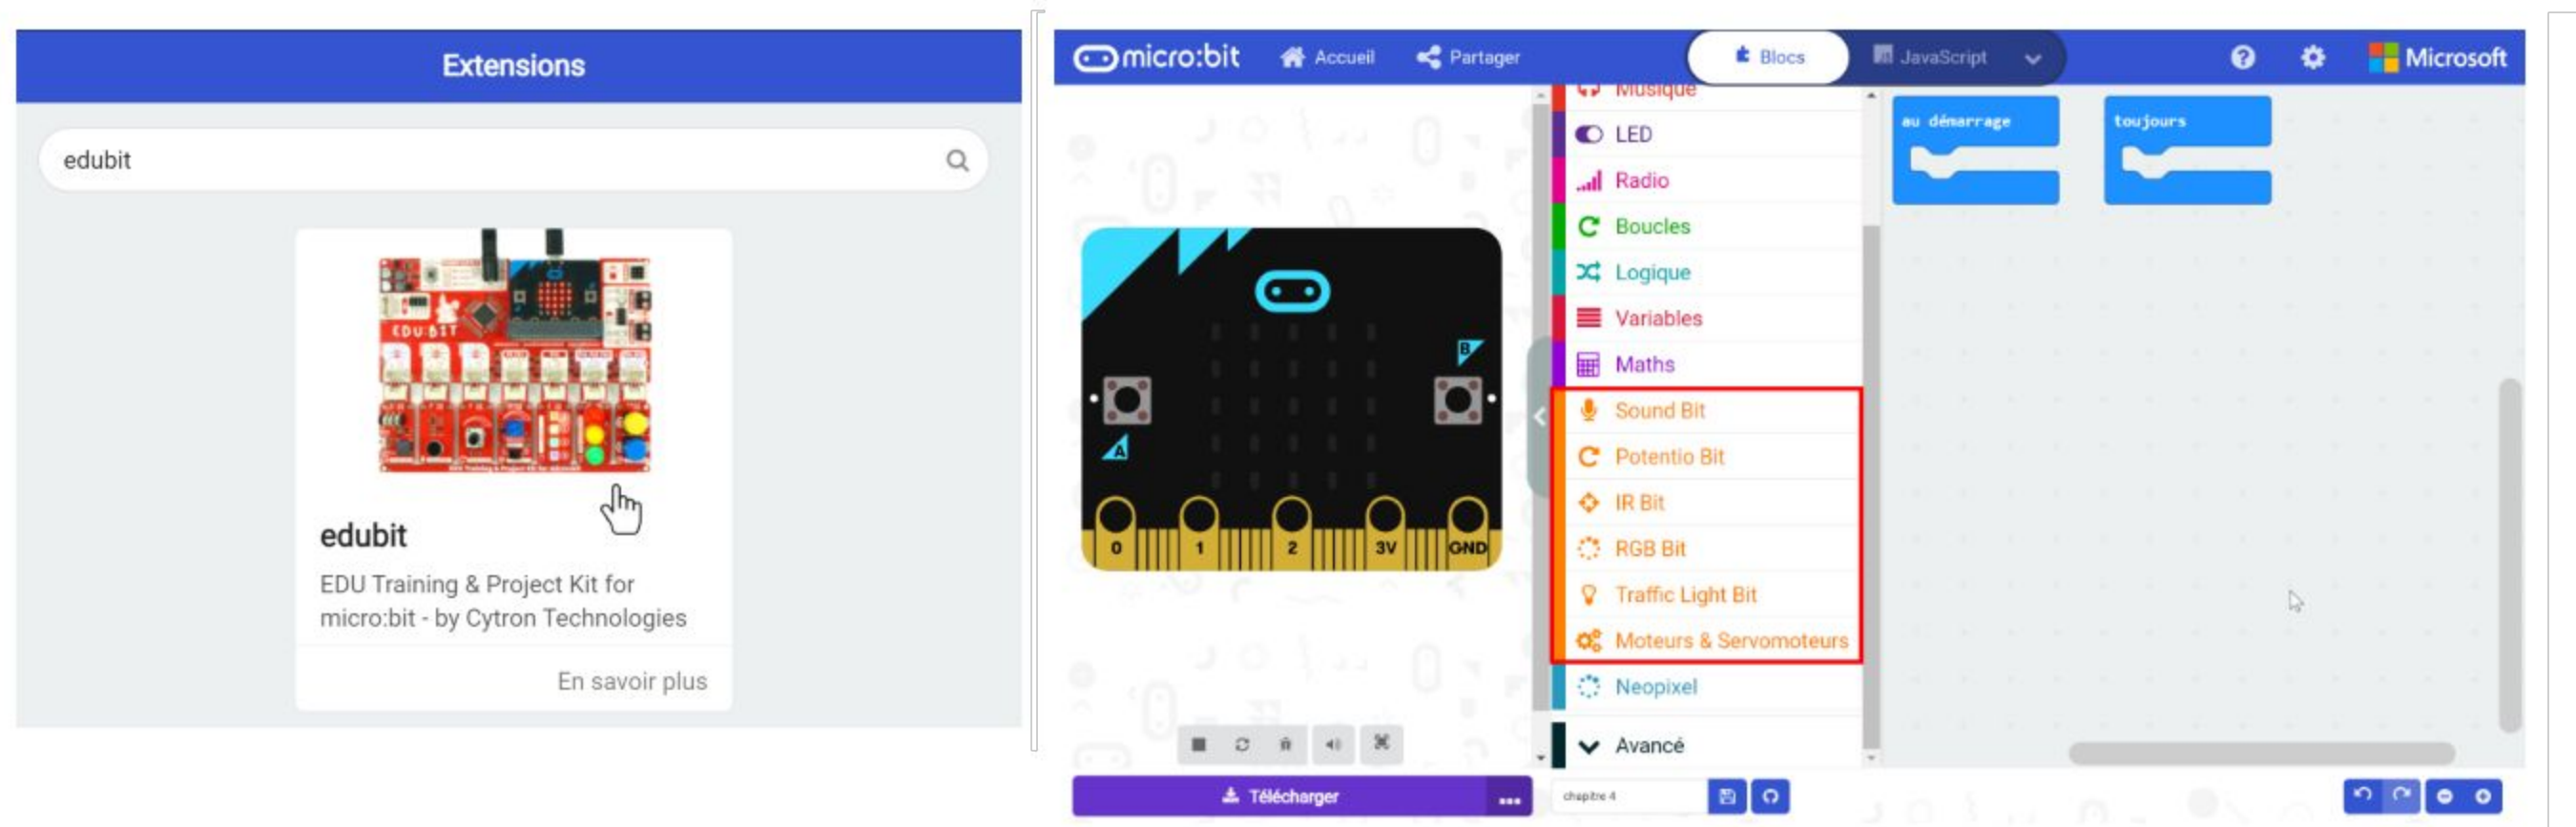 Extensions
edubit
EDU:BIT
edubit
EDU Training & Project Kit for
micro:bit - by Cytron Technologies
En savoir plus
micro:bit
Accueil
Partager
Blocs
JavaScript
Microsoft
Musique
LED
Radio
Boucles
Logique
Variables
Maths
Sound Bit
Potentio Bit
IR Bit
RGB Bit
Traffic Light Bit
Moteurs & Servomoteurs
Neopixel
Avancé
au démarrage
toujours
B
A
0
1
2
3V
GND
Télécharger
chapitre 4